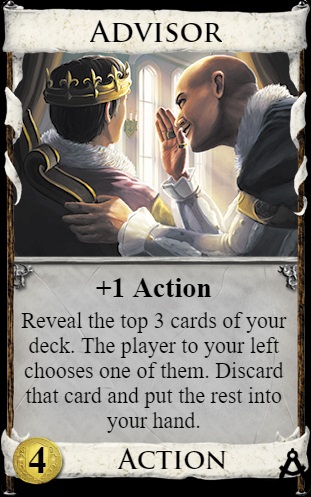 ADVISOR
+1 Action
Reveal the top 3 cards of your
deck. The player to your left
chooses one of them. Discard
that card and put the rest into
your hand.
4
ACTION